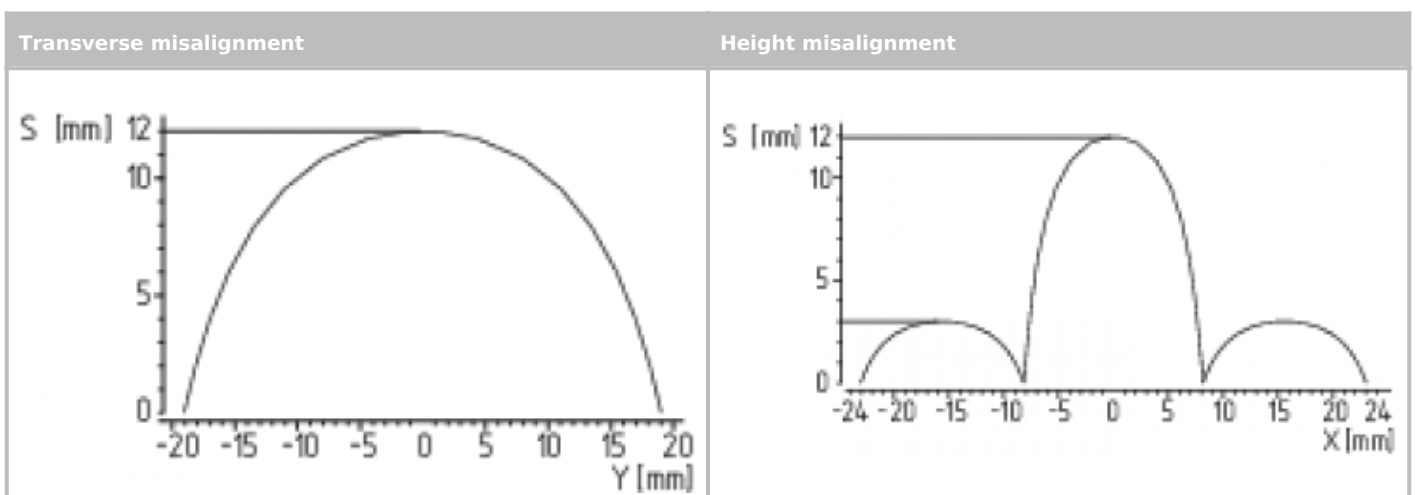 Transverse misalignment
Height misalignment
S [mm] 12
10
5
0
-20 -15 -10 -5 0 5 10 15 20
Y [mm]
S [mm] 12
10
5
0
-24 -20 -15 -10 -5 0 5 10 15 20 24
X [mm]